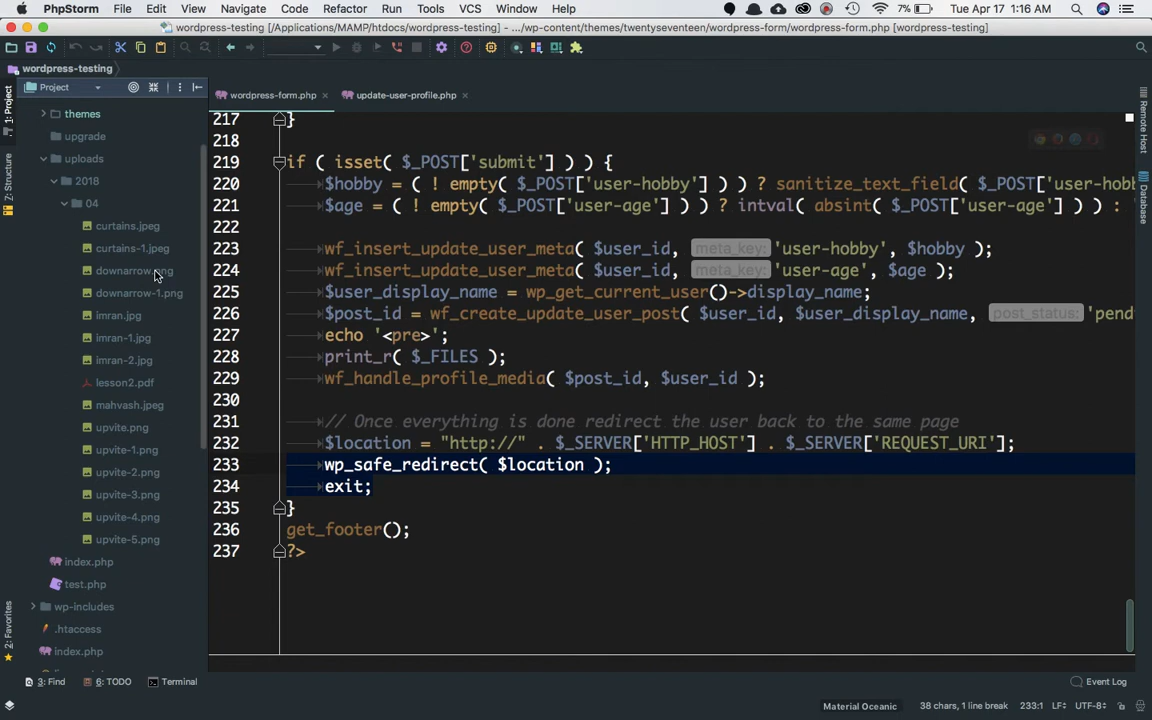 PhpStorm File Edit View Navigate Code Refactor Run Tools VCS Window Help 7% Tue Apr 17 1:16 AM
wordpress-testing [/Applications/MAMP/htdocs/wordpress-testing] - .../wp-content/themes/twentyseventeen/wordpress-form/wordpress-form.php [wordpress-testing]
wordpress-testing
Project
wordpress-form.php
update-user-profile.php
1: Project
Z: Structure
2: Favorites
themes
upgrade
uploads
2018
04
curtains.jpeg
curtains-1.jpeg
downarrow.png
downarrow-1.png
imran.jpg
imran-1.jpg
imran-2.jpg
lesson2.pdf
mahvash.jpeg
upvite.png
upvite-1.png
upvite-2.png
upvite-3.png
upvite-4.png
upvite-5.png
index.php
test.php
wp-includes
.htaccess
index.php
217 }
218
219 if ( isset( $_POST['submit'] ) ) {
220 $hobby = ( ! empty( $_POST['user-hobby'] ) ) ? sanitize_text_field( $_POST['user-hob
221 $age = ( ! empty( $_POST['user-age'] ) ) ? intval( absint( $_POST['user-age'] ) ) : '
222
223 wf_insert_update_user_meta( $user_id, meta_key: 'user-hobby', $hobby );
224 wf_insert_update_user_meta( $user_id, meta_key: 'user-age', $age );
225 $user_display_name = wp_get_current_user()->display_name;
226 $post_id = wf_create_update_user_post( $user_id, $user_display_name, post_status: 'pend
227 echo '<pre>';
228 print_r( $_FILES );
229 wf_handle_profile_media( $post_id, $user_id );
230
231 // Once everything is done redirect the user back to the same page
232 $location = "http://" . $_SERVER['HTTP_HOST'] . $_SERVER['REQUEST_URI'];
233 wp_safe_redirect( $location );
234 exit;
235 }
236 get_footer();
237 ?>
Remote Host
Database
3: Find 6: TODO Terminal Event Log
Material Oceanic 38 chars, 1 line break 233:1 LF UTF-8